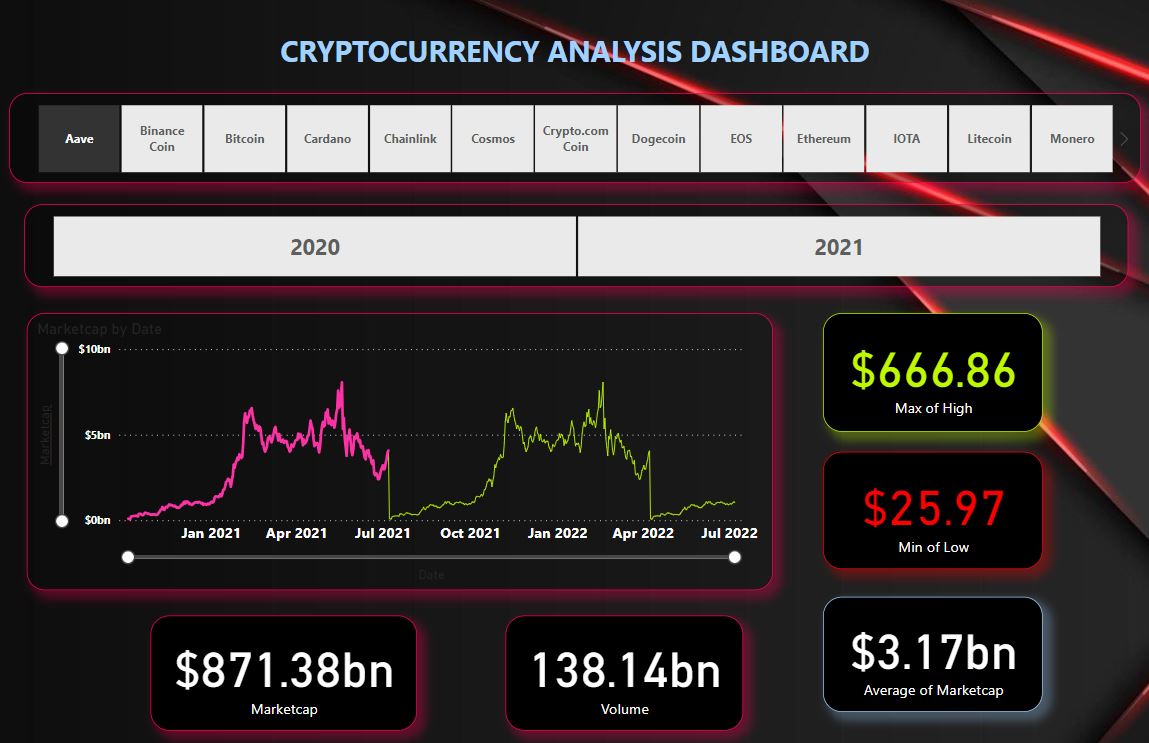 CRYPTOCURRENCY ANALYSIS DASHBOARD
Aave
Binance
Coin
Bitcoin
Cardano
Chainlink
Cosmos
Crypto.com
Coin
Dogecoin
EOS
Ethereum
IOTA
Litecoin
Monero
2020
2021
Marketcap by Date
$10bn
$5bn
$0bn
Marketcap
Jan 2021
Apr 2021
Jul 2021
Oct 2021
Jan 2022
Apr 2022
Jul 2022
Date
$666.86
Max of High
$25.97
Min of Low
$3.17bn
Average of Marketcap
$871.38bn
Marketcap
138.14bn
Volume